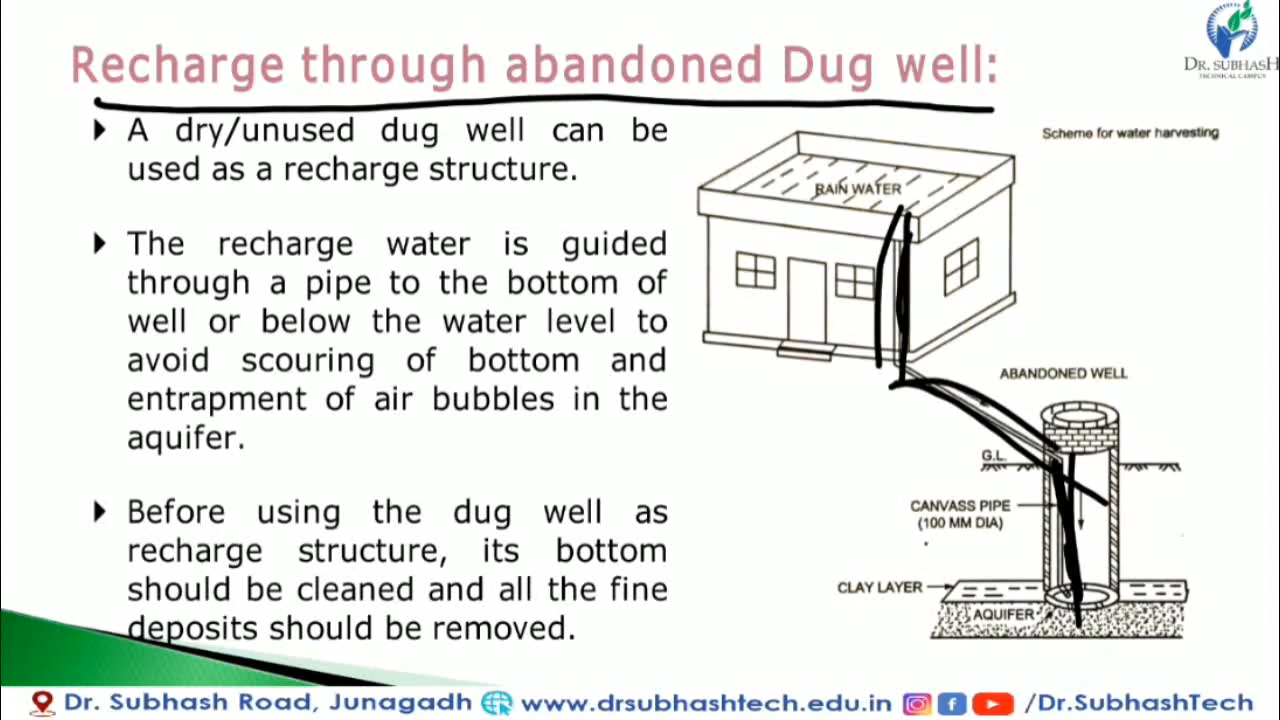 Recharge through abandoned Dug well:
DR. SUBHASH
TECHNICAL CAMPUS
A dry/unused dug well can be
used as a recharge structure.
The recharge water is guided
through a pipe to the bottom of
well or below the water level to
avoid scouring of bottom and
entrapment of air bubbles in the
aquifer.
Before using the dug well as
recharge structure, its bottom
should be cleaned and all the fine
deposits should be removed.
Scheme for water harvesting
RAIN WATER
ABANDONED WELL
G.L.
CANVASS PIPE
(100 MM DIA)
CLAY LAYER
AQUIFER
Dr. Subhash Road, Junagadh www.drsubhashtech.edu.in /Dr.SubhashTech